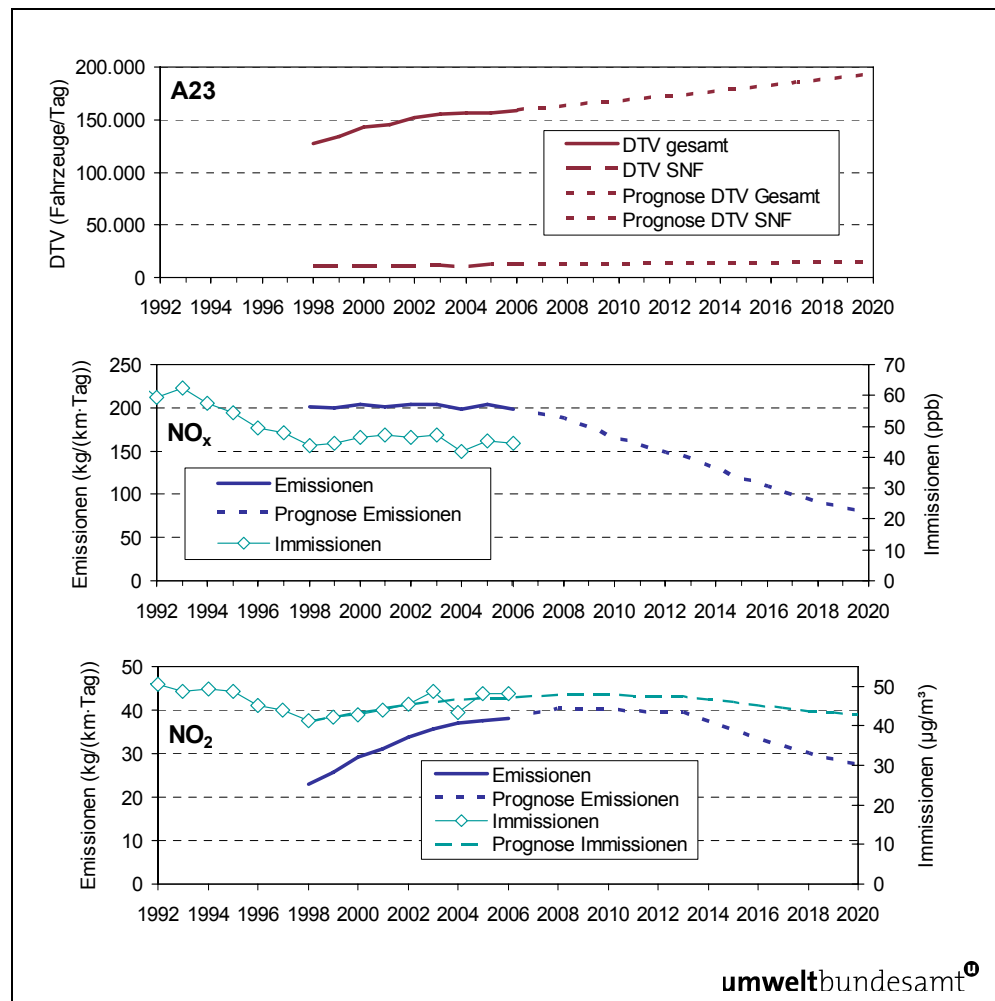 200.000
150.000
100.000
50.000
0
DTV (Fahrzeuge/Tag)
A23
DTV gesamt
DTV SNF
Prognose DTV Gesamt
Prognose DTV SNF
1992 1994 1996 1998 2000 2002 2004 2006 2008 2010 2012 2014 2016 2018 2020
250
200
150
100
50
0
Emissionen (kg/(km·Tag))
NOx
Emissionen
Prognose Emissionen
Immissionen
70
60
50
40
30
20
10
0
Immissionen (ppb)
1992 1994 1996 1998 2000 2002 2004 2006 2008 2010 2012 2014 2016 2018 2020
50
40
30
20
10
0
Emissionen (kg/(km·Tag))
NO2
Emissionen
Prognose Emissionen
Immissionen
Prognose Immissionen
50
40
30
20
10
0
Immissionen (µg/m³)
1992 1994 1996 1998 2000 2002 2004 2006 2008 2010 2012 2014 2016 2018 2020
umweltbundesamt u